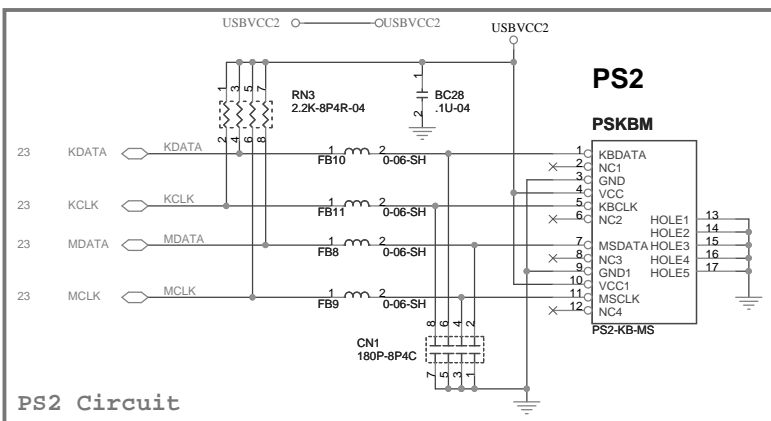 USBVCC2 USBVCC2
USBVCC2
PS2
PSKBM
1 3 5 7
RN3
2.2K-8P4R-04
2 4 6 8
1
BC28
.1U-04
2
23 KDATA KDATA 1 2
FB10 0-06-SH
23 KCLK KCLK 1 2
FB11 0-06-SH
23 MDATA MDATA 1 2
FB8 0-06-SH
23 MCLK MCLK 1 2
FB9 0-06-SH
8 6 4 2
CN1
180P-8P4C
7 5 3 1
1 KBDATA
2 NC1
3 GND
4 VCC
5 KBCLK
6 NC2 HOLE1 13
HOLE2 14
7 MSDATA HOLE3 15
8 NC3 HOLE4 16
9 GND1 HOLE5 17
10 VCC1
11 MSCLK
12 NC4
PS2-KB-MS
PS2 Circuit